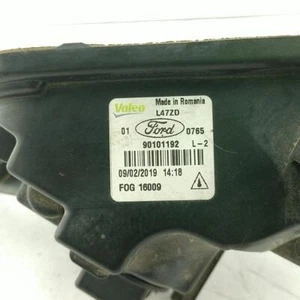 Valeo Made in Romania
L47ZD
01 Ford 0765
90101192 L-2
09/02/2019 14:18
FOG 16009